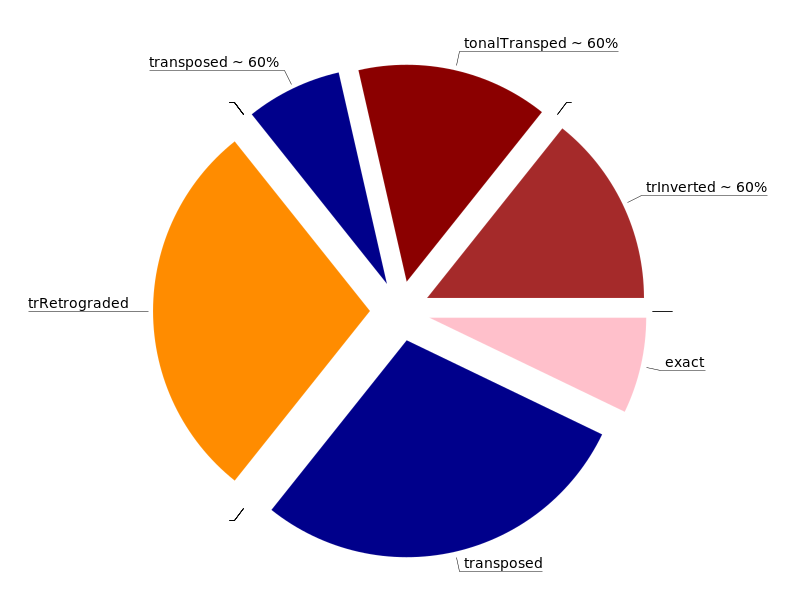 tonalTransped ~ 60%
transposed ~ 60%
trInverted ~ 60%
trRetrograded
exact
transposed